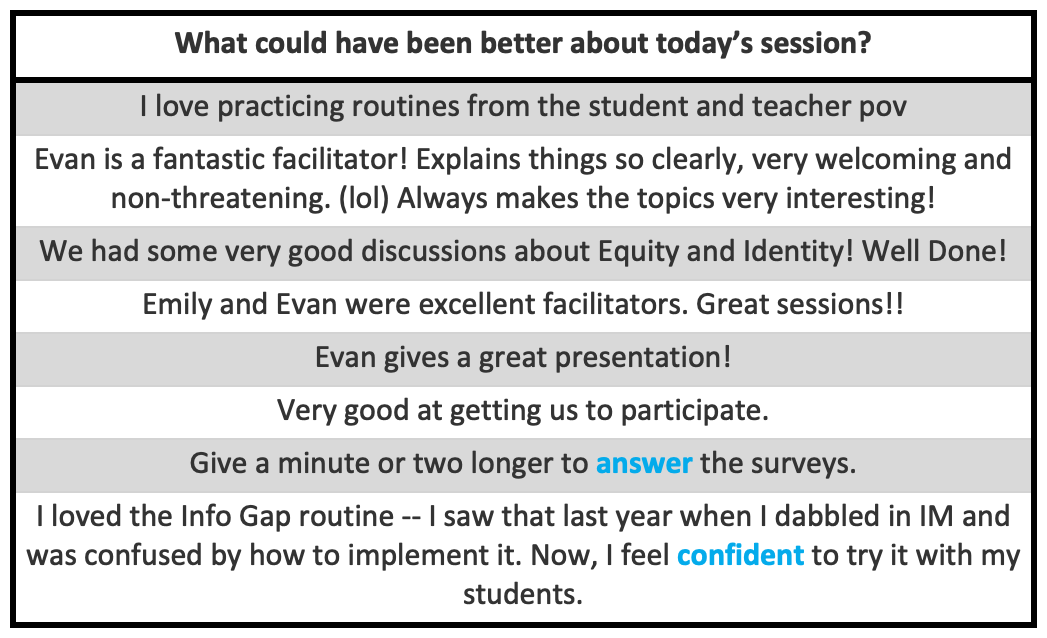 What could have been better about today’s session?
I love practicing routines from the student and teacher pov
Evan is a fantastic facilitator! Explains things so clearly, very welcoming and
non-threatening. (lol) Always makes the topics very interesting!
We had some very good discussions about Equity and Identity! Well Done!
Emily and Evan were excellent facilitators. Great sessions!!
Evan gives a great presentation!
Very good at getting us to participate.
Give a minute or two longer to answer the surveys.
I loved the Info Gap routine -- I saw that last year when I dabbled in IM and
was confused by how to implement it. Now, I feel confident to try it with my
students.